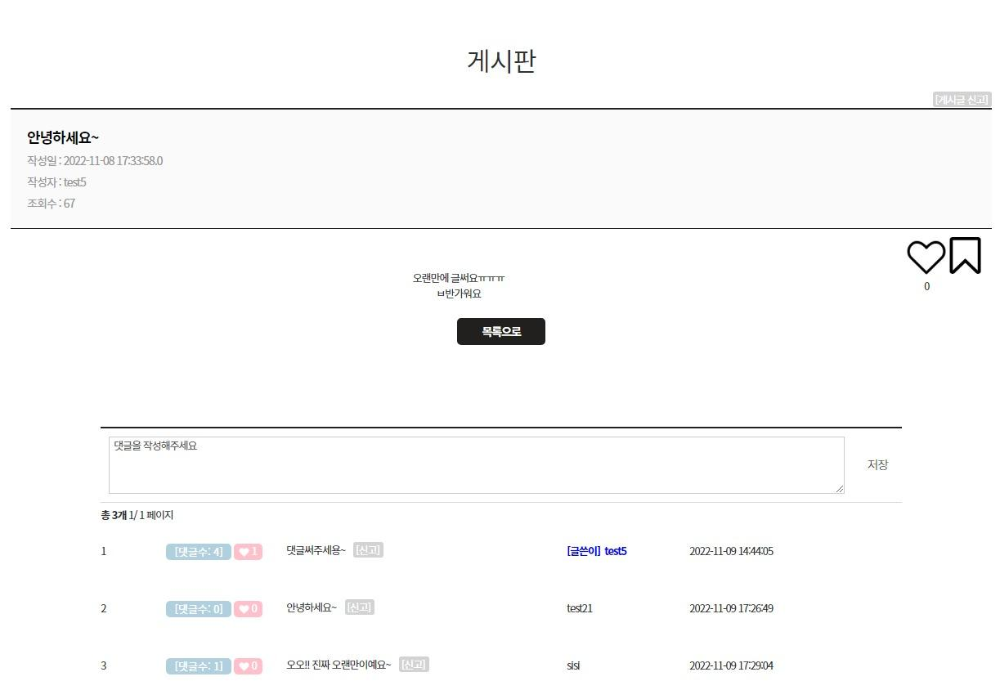 게시판
[게시글 신고]
안녕하세요~
작성일 : 2022-11-08 17:33:58.0
작성자 : test5
조회수 : 67
0
오랜만에 글써요ㅠㅠㅠ
ㅂ반가워요
목록으로
댓글을 작성해주세요
저장
총 3개 1/ 1 페이지
1 [댓글수: 4] 1 댓글써주세용~ [신고] [글쓴이] test5 2022-11-09 14:44:05
2 [댓글수: 0] 0 안녕하세요~ [신고] test21 2022-11-09 17:26:49
3 [댓글수: 1] 0 오오!! 진짜 오랜만이예요~ [신고] sisi 2022-11-09 17:29:04